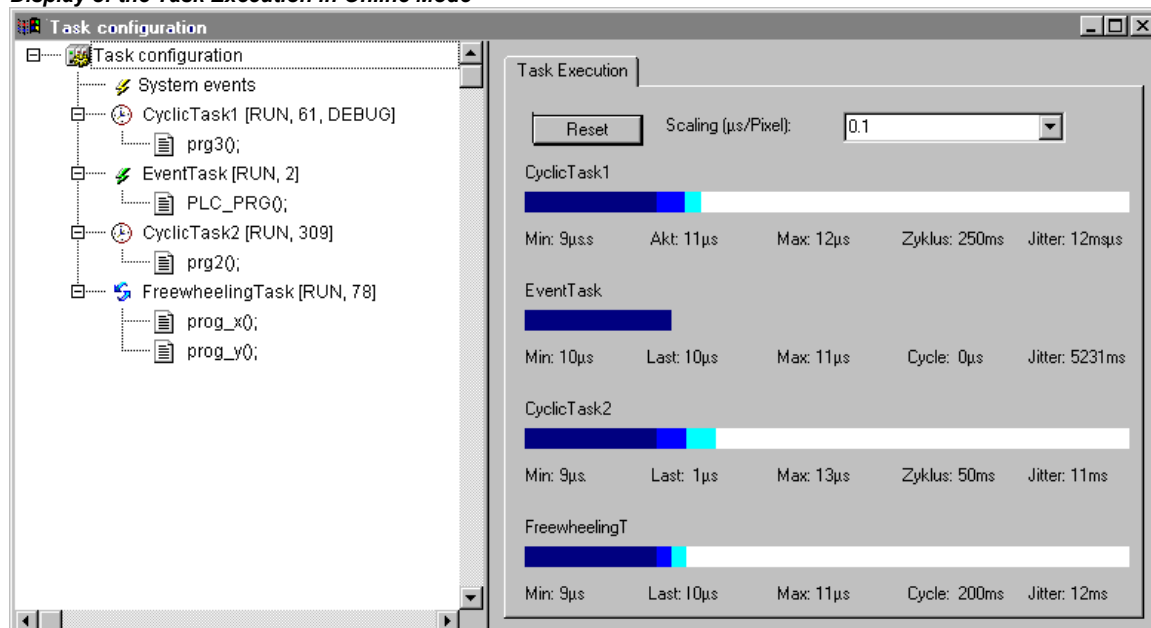 Display of the Task Execution in Online Mode
Task configuration
Task configuration
System events
CyclicTask1 [RUN, 61, DEBUG]
prg3();
EventTask [RUN, 2]
PLC_PRG();
CyclicTask2 [RUN, 309]
prg2();
FreewheelingTask [RUN, 78]
prog_x();
prog_y();
Task Execution
Reset Scaling (µs/Pixel): 0.1
CyclicTask1
Min: 9µs.s Akt: 11µs Max: 12µs Zyklus: 250ms Jitter: 12msµs
EventTask
Min: 10µs Last: 10µs Max: 11µs Cycle: 0µs Jitter: 5231ms
CyclicTask2
Min: 9µs. Last: 1µs Max: 13µs Zyklus: 50ms Jitter: 11ms
FreewheelingT
Min: 9µs Last: 10µs Max: 11µs Cycle: 200ms Jitter: 12ms